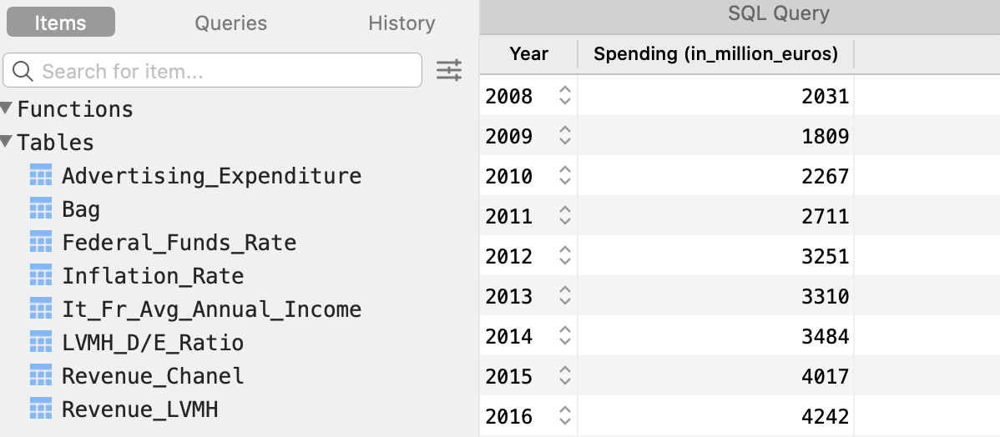 Items Queries History
Search for item...
Functions
Tables
Advertising_Expenditure
Bag
Federal_Funds_Rate
Inflation_Rate
It_Fr_Avg_Annual_Income
LVMH_D/E_Ratio
Revenue_Chanel
Revenue_LVMH
SQL Query
Year Spending (in_million_euros)
2008 2031
2009 1809
2010 2267
2011 2711
2012 3251
2013 3310
2014 3484
2015 4017
2016 4242